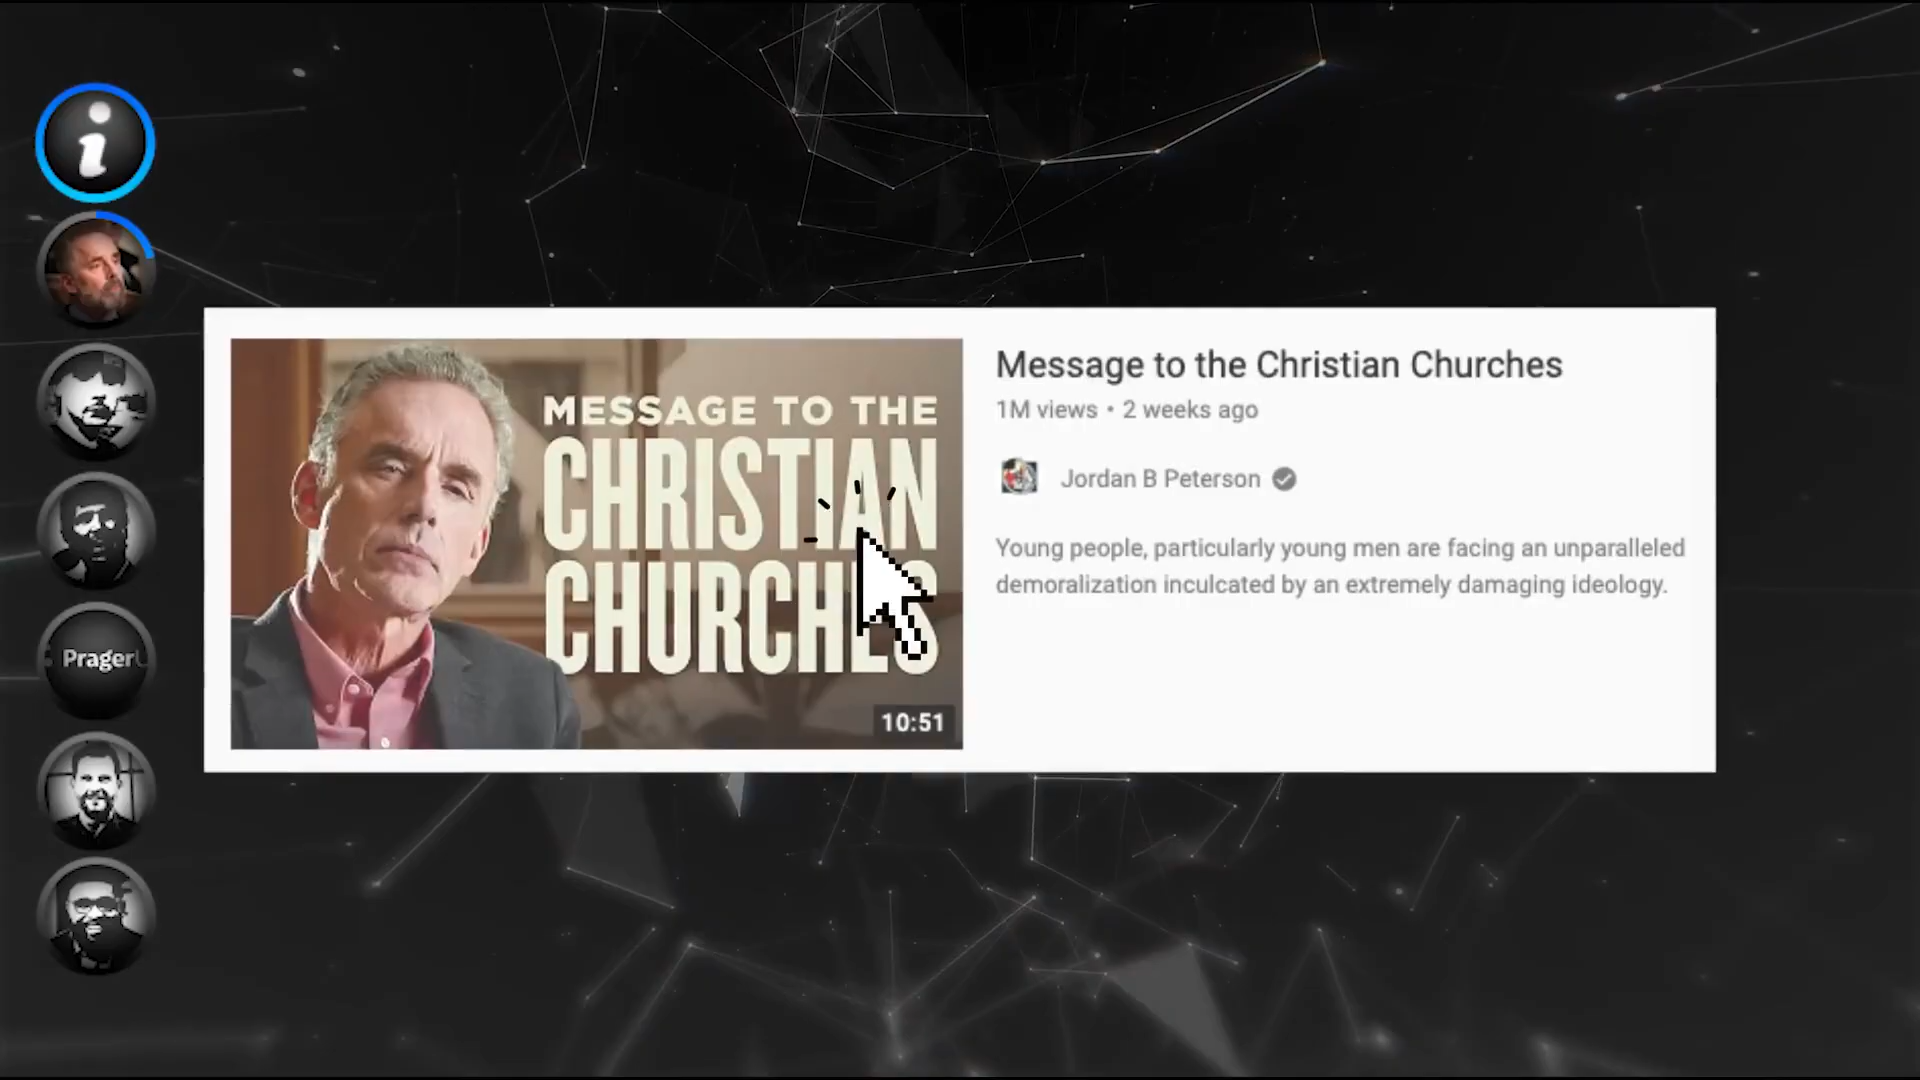 PragerU
MESSAGE TO THE
CHRISTIAN
CHURCHES
10:51
Message to the Christian Churches
1M views • 2 weeks ago
Jordan B Peterson
Young people, particularly young men are facing an unparalleled
demoralization inculcated by an extremely damaging ideology.